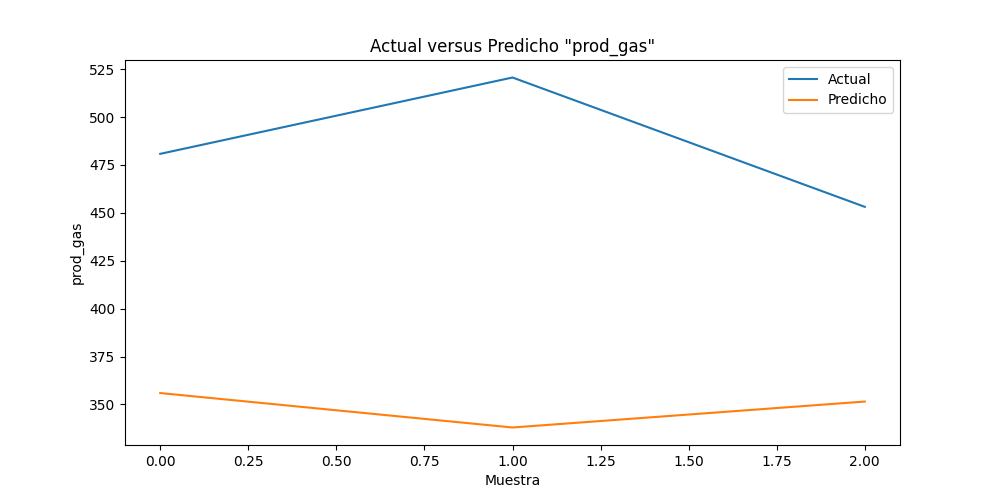 Actual versus Predicho "prod_gas"
Actual
Predicho
525
500
475
450
425
400
375
350
prod_gas
0.00 0.25 0.50 0.75 1.00 1.25 1.50 1.75 2.00
Muestra